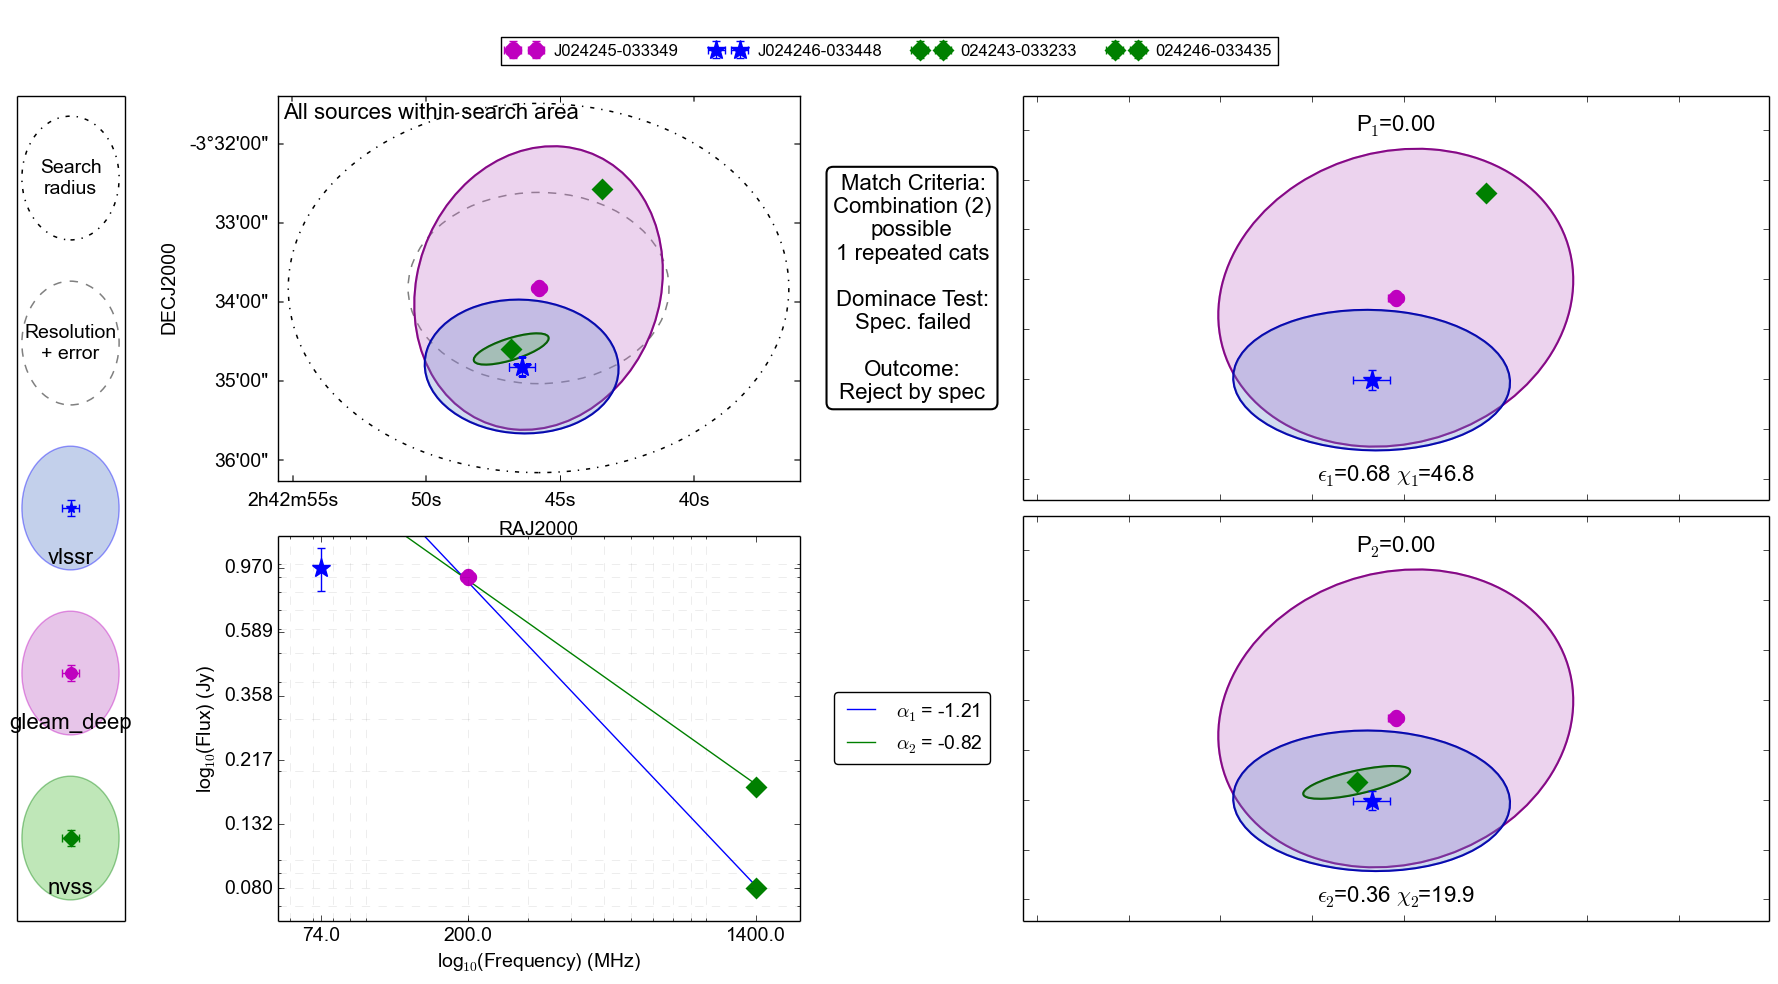 J024245-033349
J024246-033448
024243-033233
024246-033435
Search
radius
Resolution
+ error
vlssr
gleam_deep
nvss
All sources within search area
-3°32'00"
33'00"
34'00"
35'00"
36'00"
DECJ2000
2h42m55s
50s
45s
40s
RAJ2000
Match Criteria:
Combination (2)
possible
1 repeated cats
Dominace Test:
Spec. failed
Outcome:
Reject by spec
P₁=0.00
ϵ₁=0.68 χ₁=46.8
0.970
0.589
0.358
0.217
0.132
0.080
log₁₀(Flux) (Jy)
74.0
200.0
1400.0
log₁₀(Frequency) (MHz)
α₁ = -1.21
α₂ = -0.82
P₂=0.00
ϵ₂=0.36 χ₂=19.9